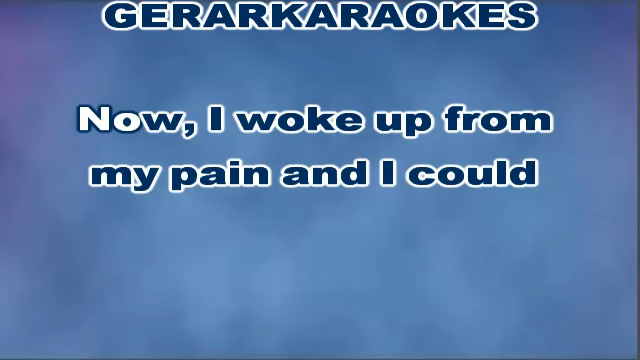 GERARKARAOKES
Now, I woke up from
my pain and I could